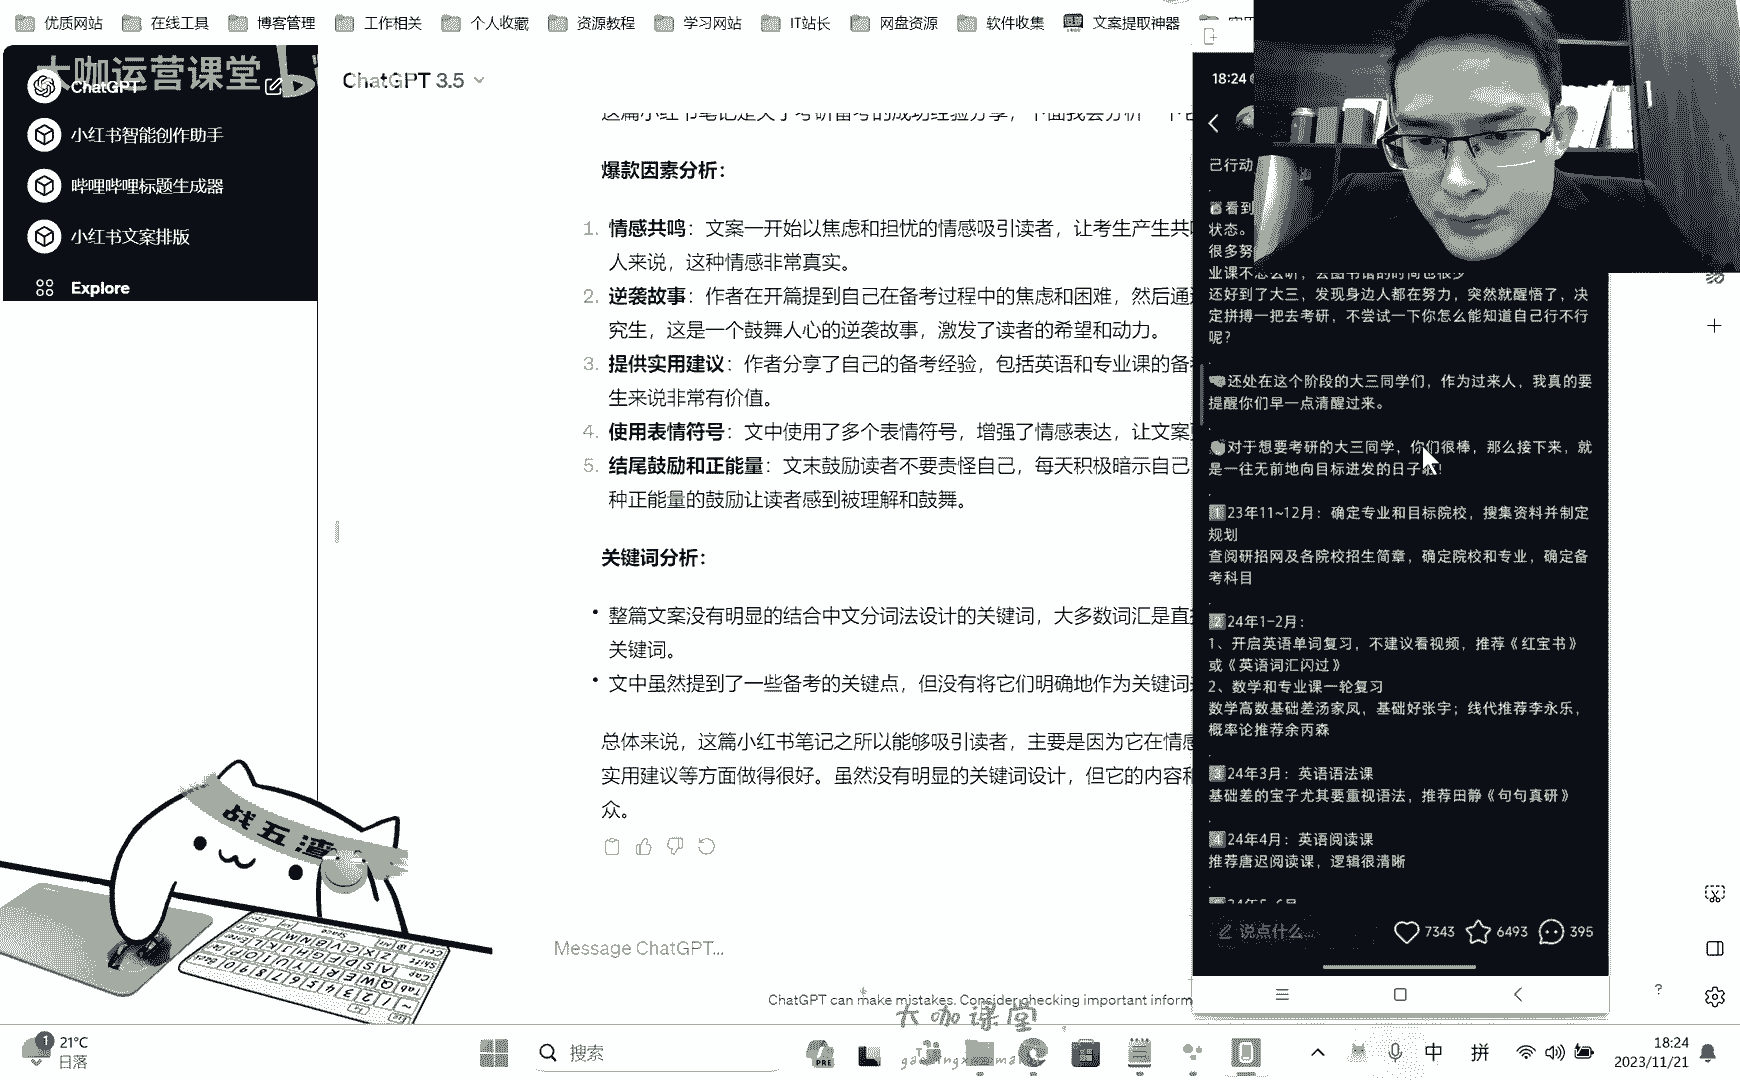 优质网站 在线工具 博客管理 工作相关 个人收藏 资源教程 学习网站 IT站长 网盘资源 软件收集 文案提取神器
大咖运营课堂
ChatGPT
小红书智能创作助手
哔哩哔哩标题生成器
小红书文案排版
Explore
ChatGPT 3.5
爆款因素分析：
1. 情感共鸣：文案一开始以焦虑和担忧的情感吸引读者，让考生产生共
人来说，这种情感非常真实。
2. 逆袭故事：作者在开篇提到自己在备考过程中的焦虑和困难，然后通
究生，这是一个鼓舞人心的逆袭故事，激发了读者的希望和动力。
3. 提供实用建议：作者分享了自己的备考经验，包括英语和专业课的备
生来说非常有价值。
4. 使用表情符号：文中使用了多个表情符号，增强了情感表达，让文案
5. 结尾鼓励和正能量：文末鼓励读者不要责怪自己，每天积极暗示自己
种正能量的鼓励让读者感到被理解和鼓舞。
关键词分析：
• 整篇文案没有明显的结合中文分词法设计的关键词，大多数词汇是直
关键词。
• 文中虽然提到了一些备考的关键点，但没有将它们明确地作为关键词
总体来说，这篇小红书笔记之所以能够吸引读者，主要是因为它在情感
实用建议等方面做得很好。虽然没有明显的关键词设计，但它的内容
众。
Message ChatGPT...
ChatGPT can make mistakes. Consider checking important inform
18:24
己行动
看到
状态。
很多努
还好到了大三，发现身边人都在努力，突然就醒悟了，决
定拼搏一把去考研，不尝试一下你怎么能知道自己行不行
呢？
还处在这个阶段的大三同学们，作为过来人，我真的要
提醒你们早一点清醒过来。
对于想要考研的大三同学，你们很棒，那么接下来，就
是一往无前地向目标进发的日子啦!
1 23年11~12月：确定专业和目标院校，搜集资料并制定
规划
查阅研招网及各院校招生简章，确定院校和专业，确定备
考科目
2 24年1-2月：
1、开启英语单词复习，不建议看视频，推荐《红宝书》
或《英语词汇闪过》
2、数学和专业课一轮复习
数学高数基础差汤家凤，基础好张宇；线代推荐李永乐，
概率论推荐余丙森
3 24年3月：英语语法课
基础差的宝子尤其要重视语法，推荐田静《句句真研》
4 24年4月：英语阅读课
推荐唐迟阅读课，逻辑很清晰
说点什么... 7343 6493 395
战五渣
大咖课堂
1 21°C
日落
搜索
PRE
中 拼
18:24
2023/11/21